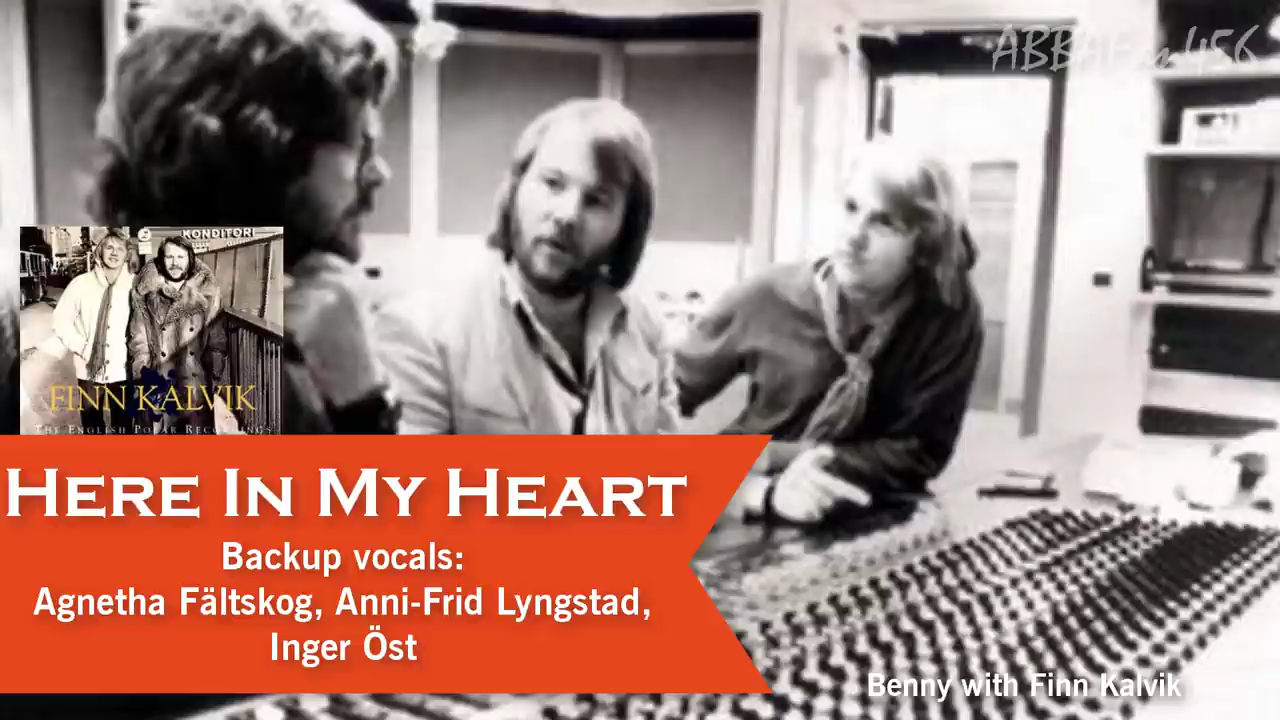 ABBAFan456
KONDITORI
FINN KALVIK
THE ENGLISH POLAR RECORDINGS
HERE IN MY HEART
Backup vocals:
Agnetha Fältskog, Anni-Frid Lyngstad,
Inger Öst
Benny with Finn Kalvik